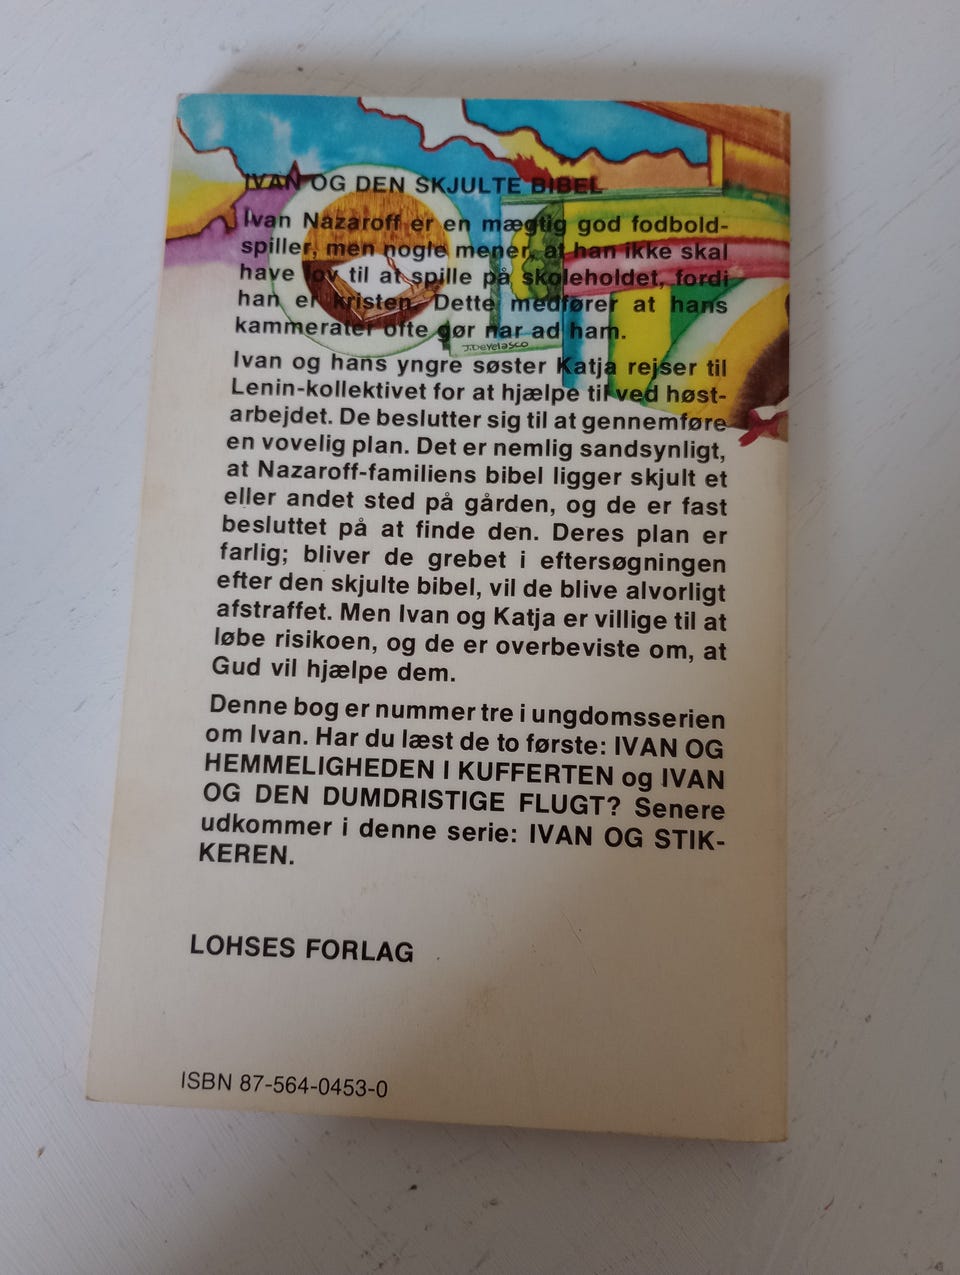 IVAN OG DEN SKJULTE BIBEL
Ivan Nazaroff er en mægtig god fodbold-
spiller, men nogle mener, at han ikke skal
have lov til at spille på skoleholdet, fordi
han er kristen. Dette medfører at hans
kammerater ofte gør nar ad ham.
J.DeVelasco
Ivan og hans yngre søster Katja rejser til
Lenin-kollektivet for at hjælpe til ved høst-
arbejdet. De beslutter sig til at gennemføre
en vovelig plan. Det er nemlig sandsynligt,
at Nazaroff-familiens bibel ligger skjult et
eller andet sted på gården, og de er fast
besluttet på at finde den. Deres plan er
farlig; bliver de grebet i eftersøgningen
efter den skjulte bibel, vil de blive alvorligt
afstraffet. Men Ivan og Katja er villige til at
løbe risikoen, og de er overbeviste om, at
Gud vil hjælpe dem.
Denne bog er nummer tre i ungdomsserien
om Ivan. Har du læst de to første: IVAN OG
HEMMELIGHEDEN I KUFFERTEN og IVAN
OG DEN DUMDRISTIGE FLUGT? Senere
udkommer i denne serie: IVAN OG STIK-
KEREN.
LOHSES FORLAG
ISBN 87-564-0453-0